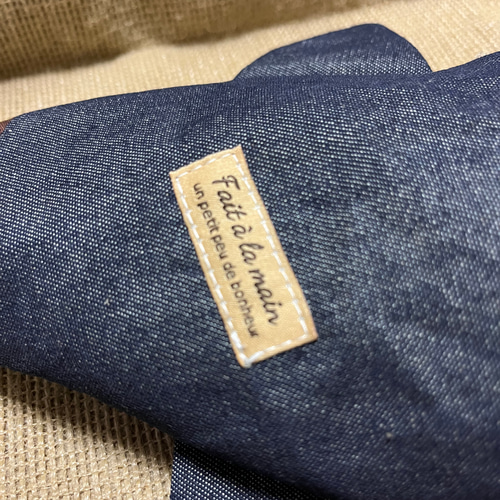 Fait à la main
un petit peu de bonheur